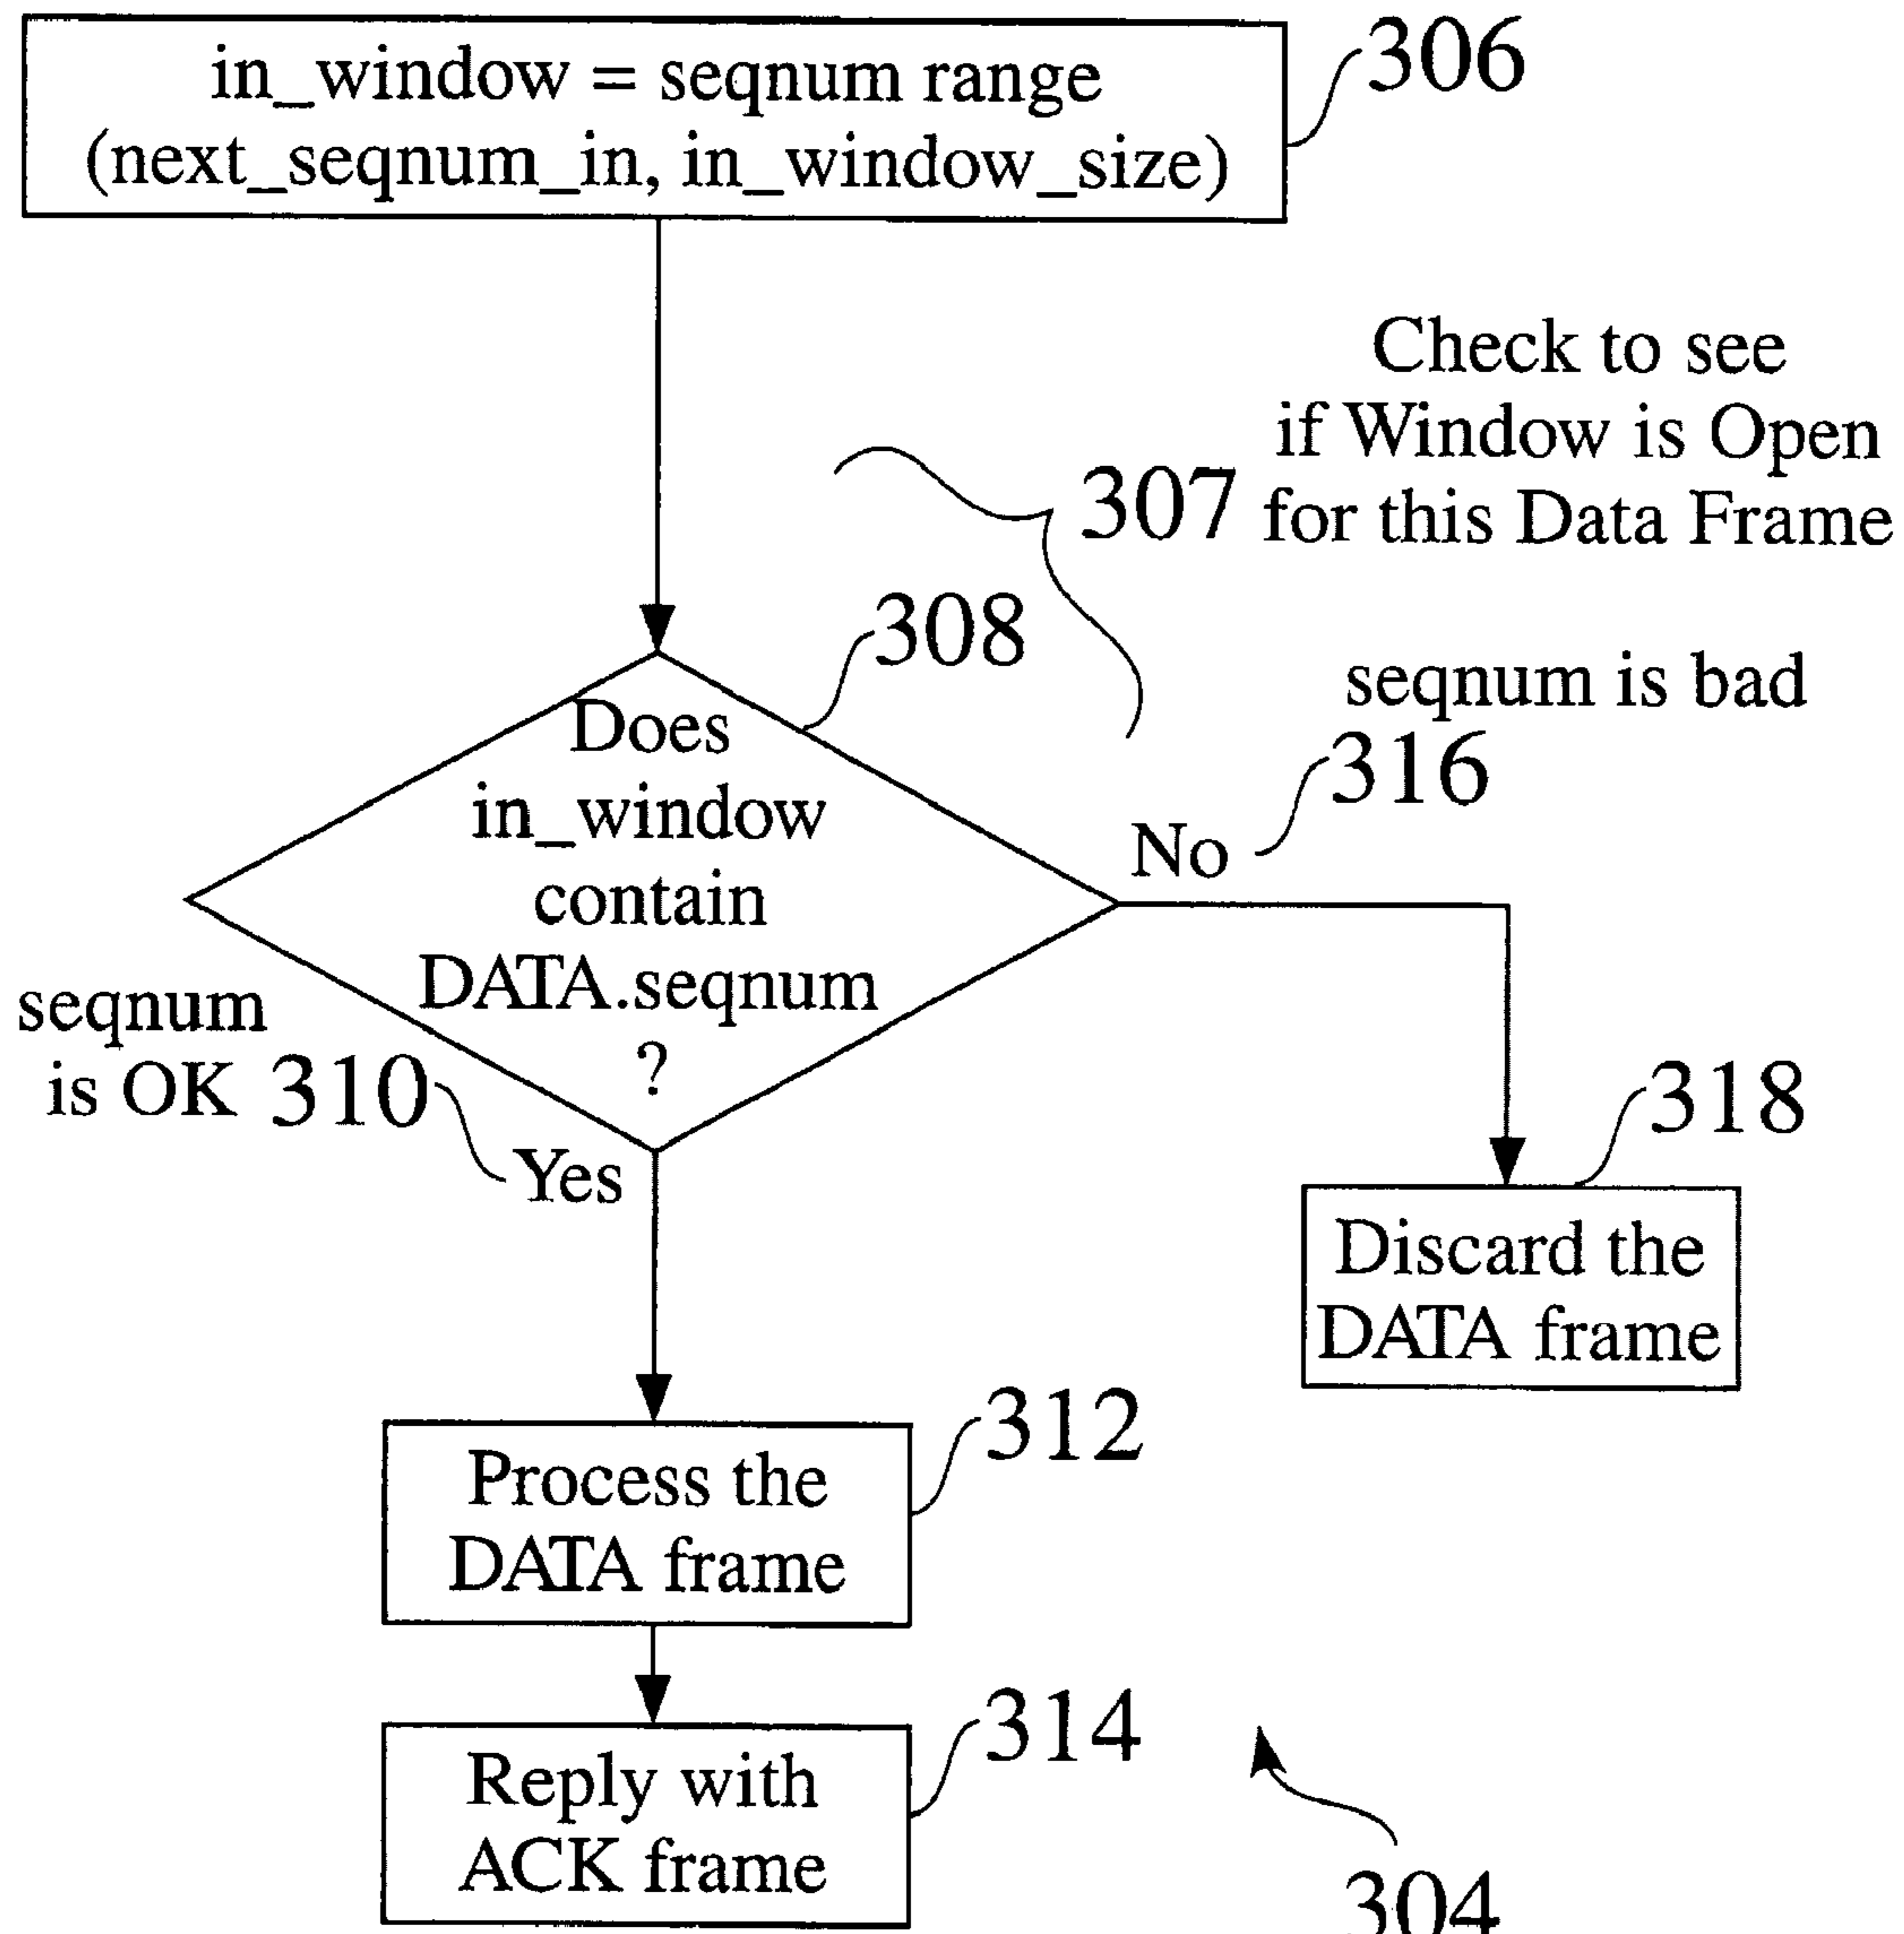 in_window = seqnum range
(next_seqnum_in, in_window_size)
306
Check to see
if Window is Open
307 for this Data Frame
308
Does
in_window
contain
DATA.seqnum
?
seqnum is bad
316
No
seqnum
is OK 310
Yes
318
Discard the
DATA frame
312
Process the
DATA frame
314
Reply with
ACK frame
304